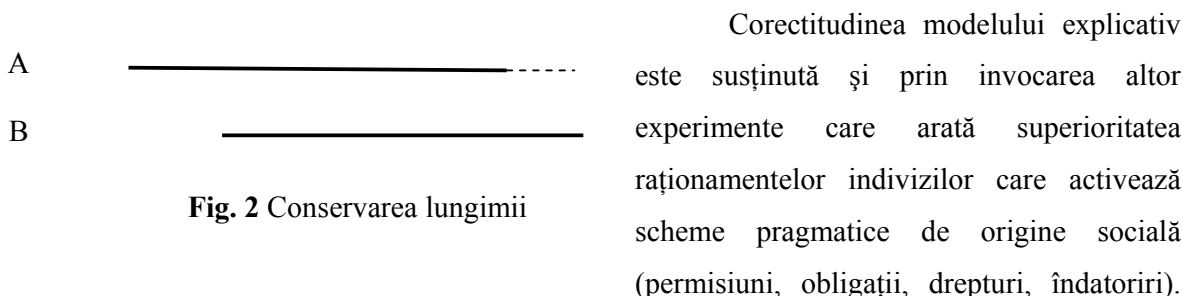 A
B
Fig. 2 Conservarea lungimii
Corectitudinea modelului explicativ
este susținută şi prin invocarea altor
experimente care arată superioritatea
raționamentelor indivizilor care activează
scheme pragmatice de origine socială
(permisiuni, obligații, drepturi, îndatoriri).